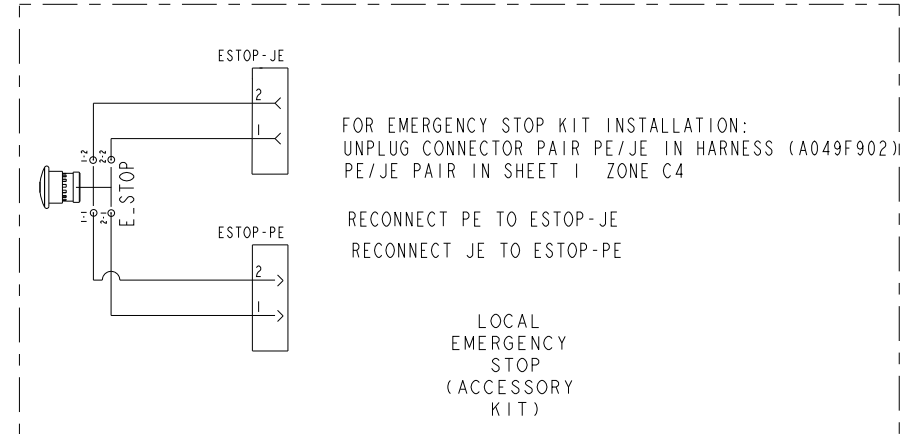 ESTOP-JE
2
1
1-2
2-2
E_STOP
1-1
2-1
ESTOP-PE
2
1
FOR EMERGENCY STOP KIT INSTALLATION:
UNPLUG CONNECTOR PAIR PE/JE IN HARNESS (A049F902)
PE/JE PAIR IN SHEET 1 ZONE C4
RECONNECT PE TO ESTOP-JE
RECONNECT JE TO ESTOP-PE
LOCAL
EMERGENCY
STOP
(ACCESSORY
KIT)